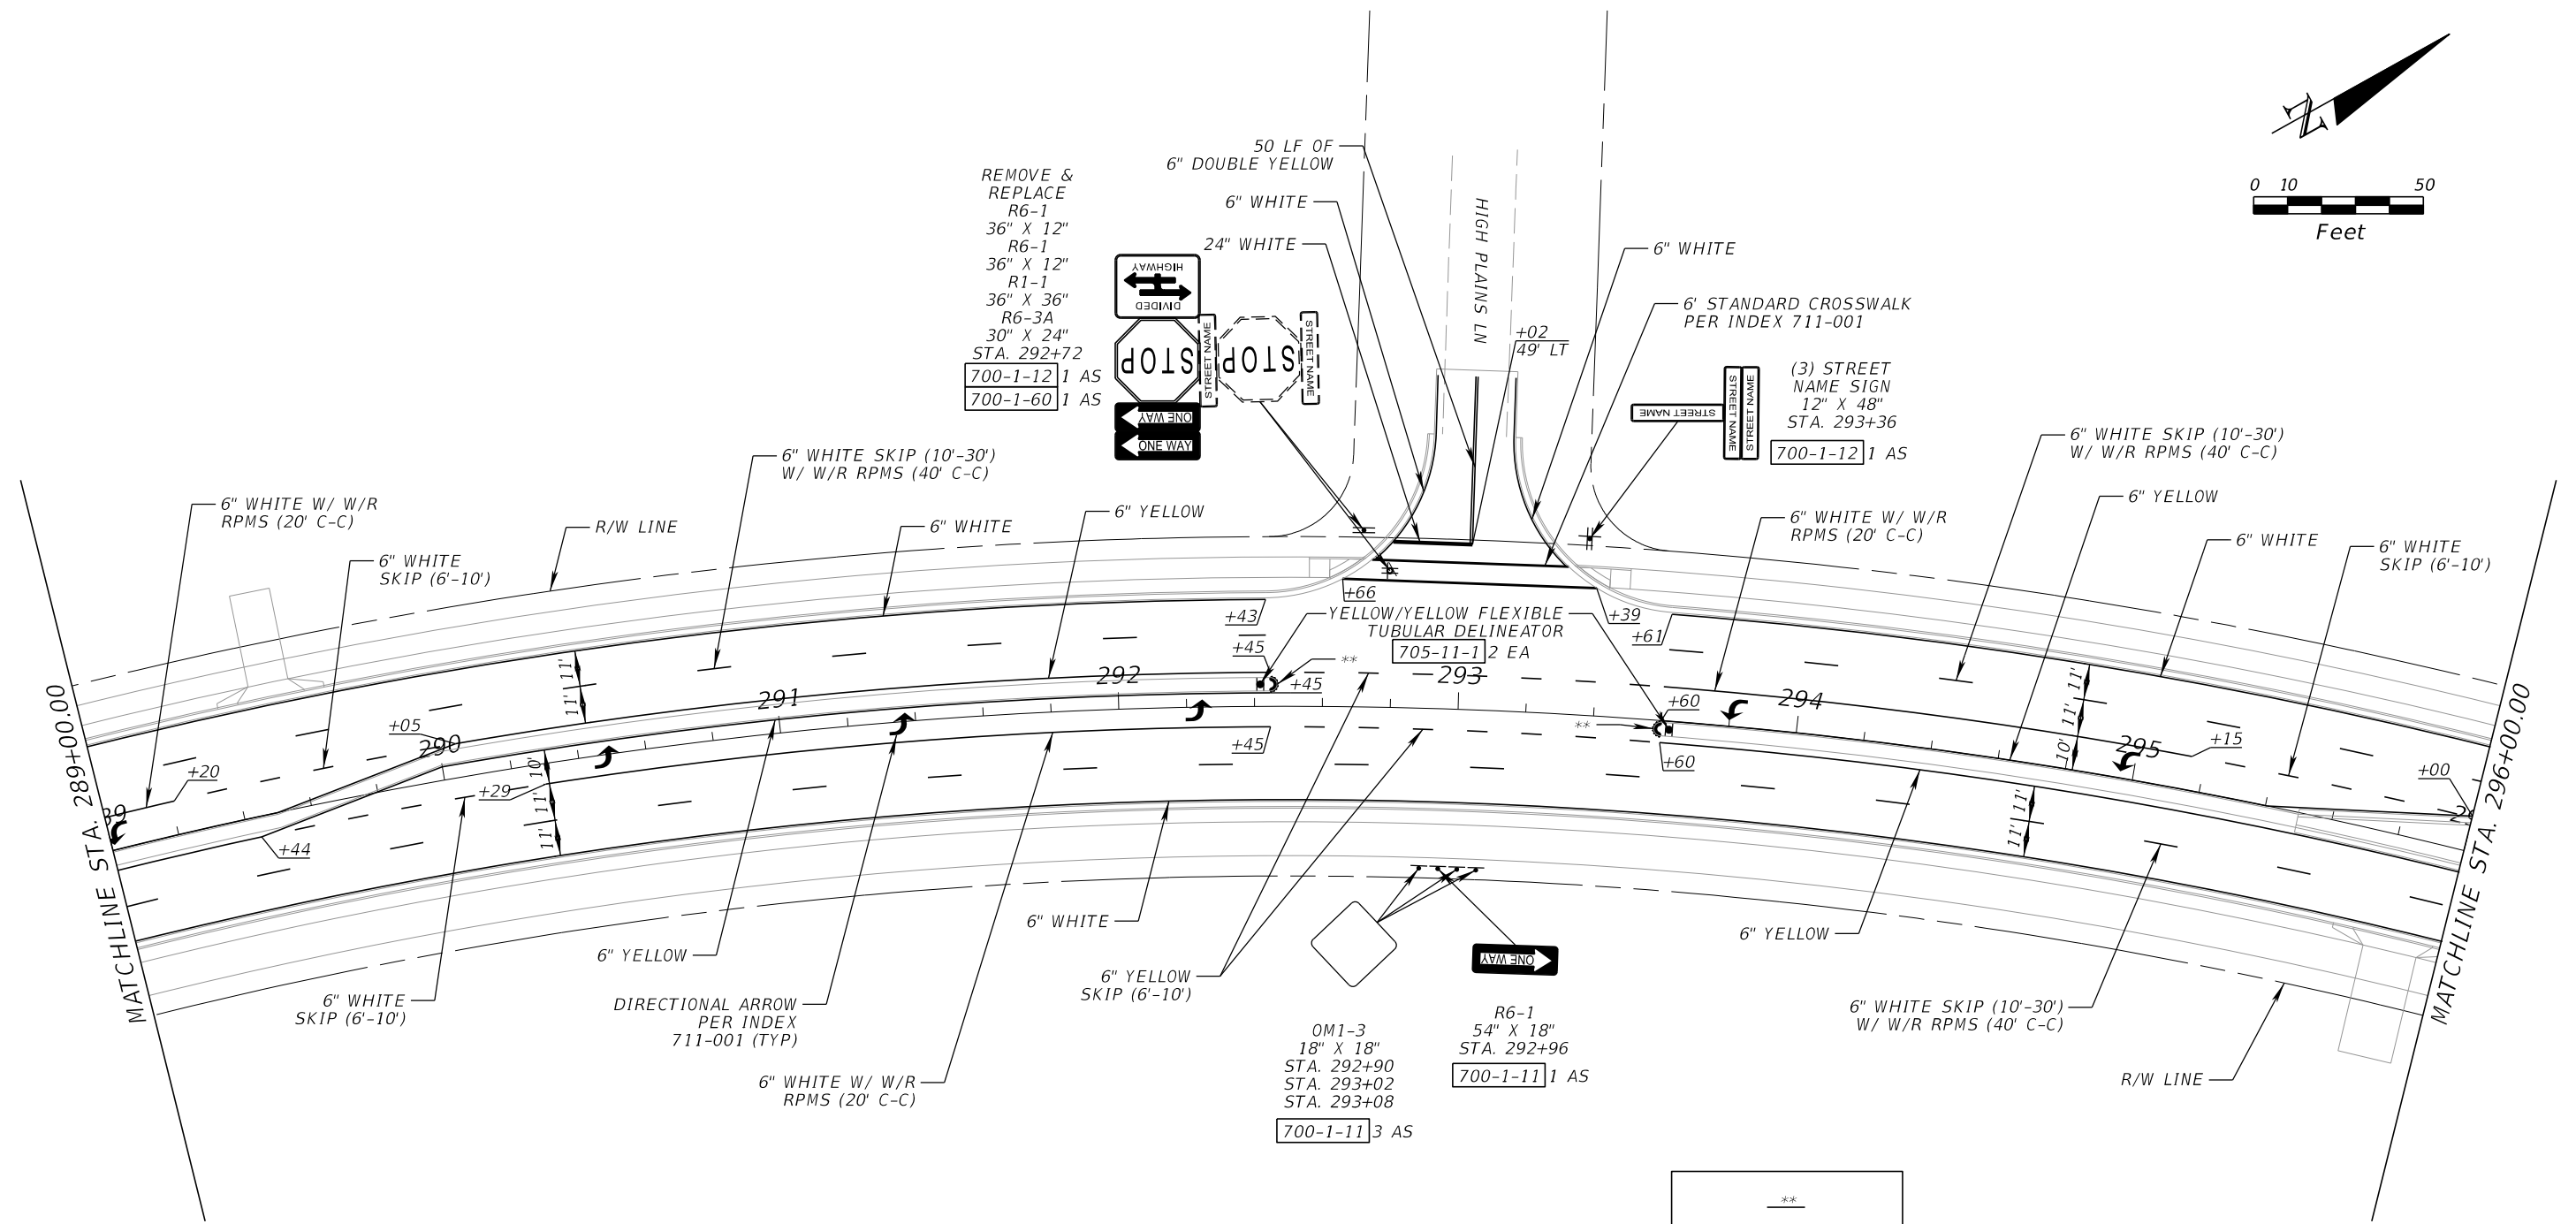 N
0 10 50
Feet
50 LF OF
6" DOUBLE YELLOW
6" WHITE
24" WHITE
REMOVE &
REPLACE
R6-1
36" X 12"
R6-1
36" X 12"
R1-1
36" X 36"
R6-3A
30" X 24"
STA. 292+72
700-1-12 1 AS
700-1-60 1 AS
DIVIDED
HIGHWAY
STOP
STREET NAME
STOP
STREET NAME
ONE WAY
ONE WAY
HIGH PLAINS LN
6" WHITE
6' STANDARD CROSSWALK
PER INDEX 711-001
+02
49' LT
STREET NAME
STREET NAME
STREET NAME
(3) STREET
NAME SIGN
12" X 48"
STA. 293+36
700-1-12 1 AS
6" WHITE SKIP (10'-30')
W/ W/R RPMS (40' C-C)
6" YELLOW
6" WHITE
6" WHITE
SKIP (6'-10')
6" WHITE W/ W/R
RPMS (20' C-C)
6" WHITE SKIP (10'-30')
W/ W/R RPMS (40' C-C)
6" WHITE W/ W/R
RPMS (20' C-C)
6" WHITE
SKIP (6'-10')
R/W LINE
6" WHITE
6" YELLOW
+66
+39
+43
+61
+45
YELLOW/YELLOW FLEXIBLE
TUBULAR DELINEATOR
705-11-1 2 EA
**
**
+45
+45
+60
+60
+05
+20
+29
+44
+15
+00
290
291
292
293
294
295
11'
11'
10'
11'
11'
11'
11'
10'
11'
11'
MATCHLINE STA. 289+00.00
MATCHLINE STA. 296+00.00
6" WHITE
SKIP (6'-10')
6" YELLOW
DIRECTIONAL ARROW
PER INDEX
711-001 (TYP)
6" WHITE W/ W/R
RPMS (20' C-C)
6" WHITE
6" YELLOW
SKIP (6'-10')
OM1-3
18" X 18"
STA. 292+90
STA. 293+02
STA. 293+08
700-1-11 3 AS
ONE WAY
R6-1
54" X 18"
STA. 292+96
700-1-11 1 AS
6" YELLOW
6" WHITE SKIP (10'-30')
W/ W/R RPMS (40' C-C)
R/W LINE
**